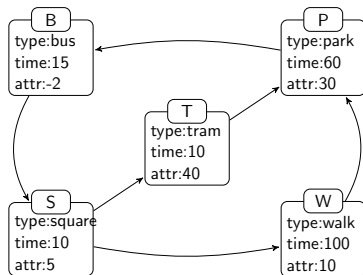 B
type:bus
time:15
attr:-2
P
type:park
time:60
attr:30
T
type:tram
time:10
attr:40
S
type:square
time:10
attr:5
W
type:walk
time:100
attr:10